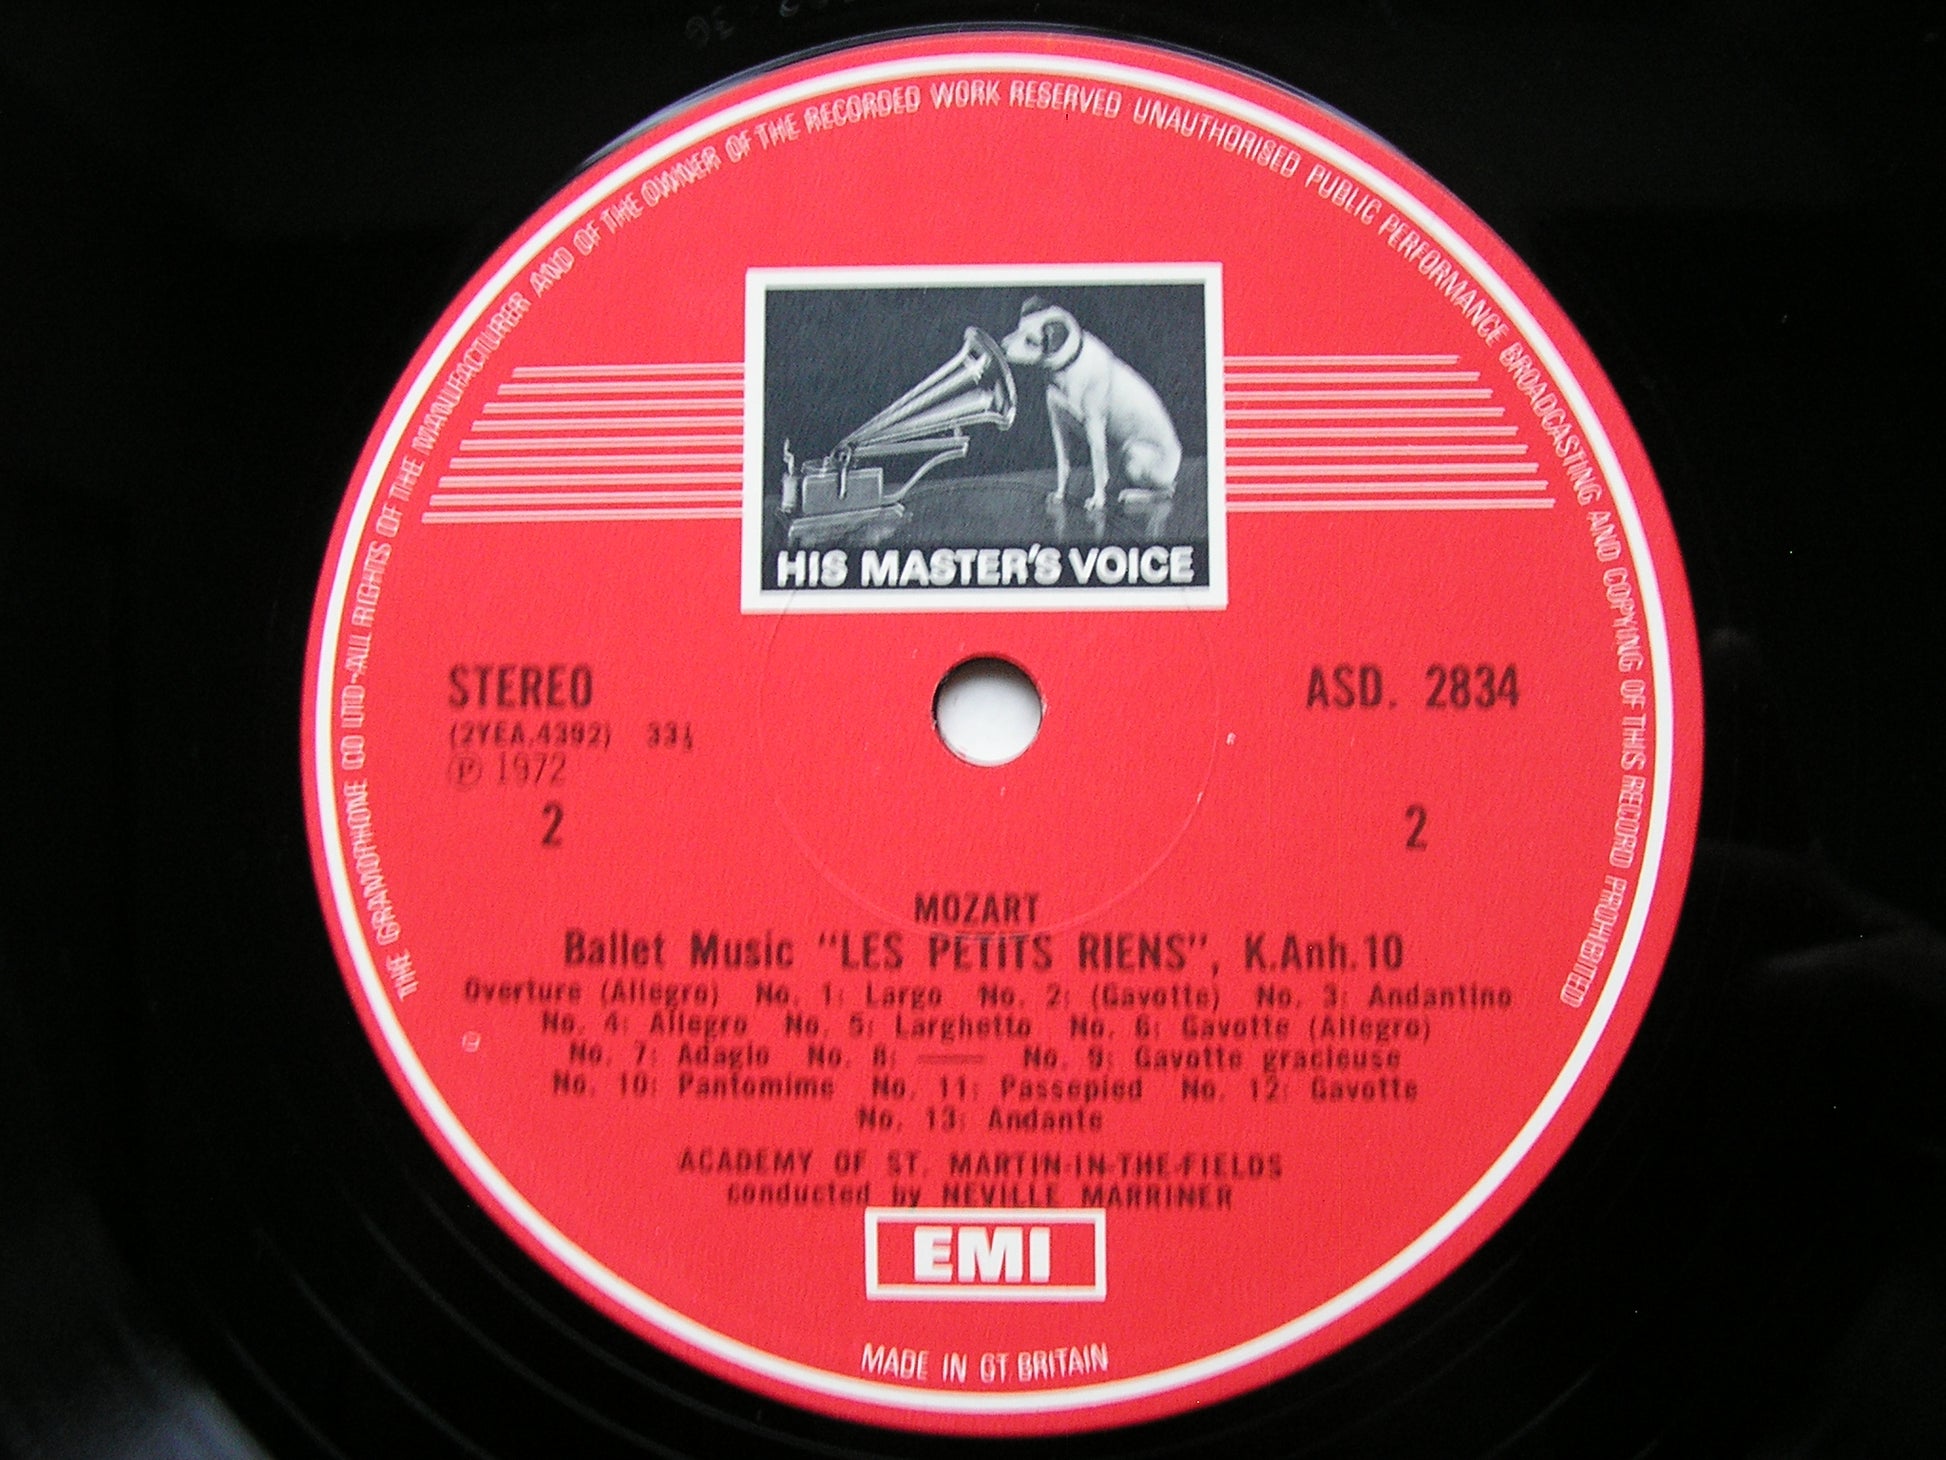 THE GRAMOPHONE CO LTD-ALL RIGHTS OF THE MANUFACTURER AND OF THE OWNER OF THE RECORDED WORK RESERVED UNAUTHORISED PUBLIC PERFORMANCE BROADCASTING AND COPYING OF THIS RECORD PROHIBITED
HIS MASTER'S VOICE
STEREO
(2YEA.4392) 33⅓
℗ 1972
2
ASD. 2834
2
MOZART
Ballet Music "LES PETITS RIENS", K.Anh.10
Overture (Allegro) No. 1: Largo No. 2: (Gavotte) No. 3: Andantino
No. 4: Allegro No. 5: Larghetto No. 6: Gavotte (Allegro)
No. 7: Adagio No. 8: —— No. 9: Gavotte gracieuse
No. 10: Pantomime No. 11: Passepied No. 12: Gavotte
No. 13: Andante
ACADEMY OF ST. MARTIN-IN-THE-FIELDS
conducted by NEVILLE MARRINER
EMI
MADE IN GT BRITAIN